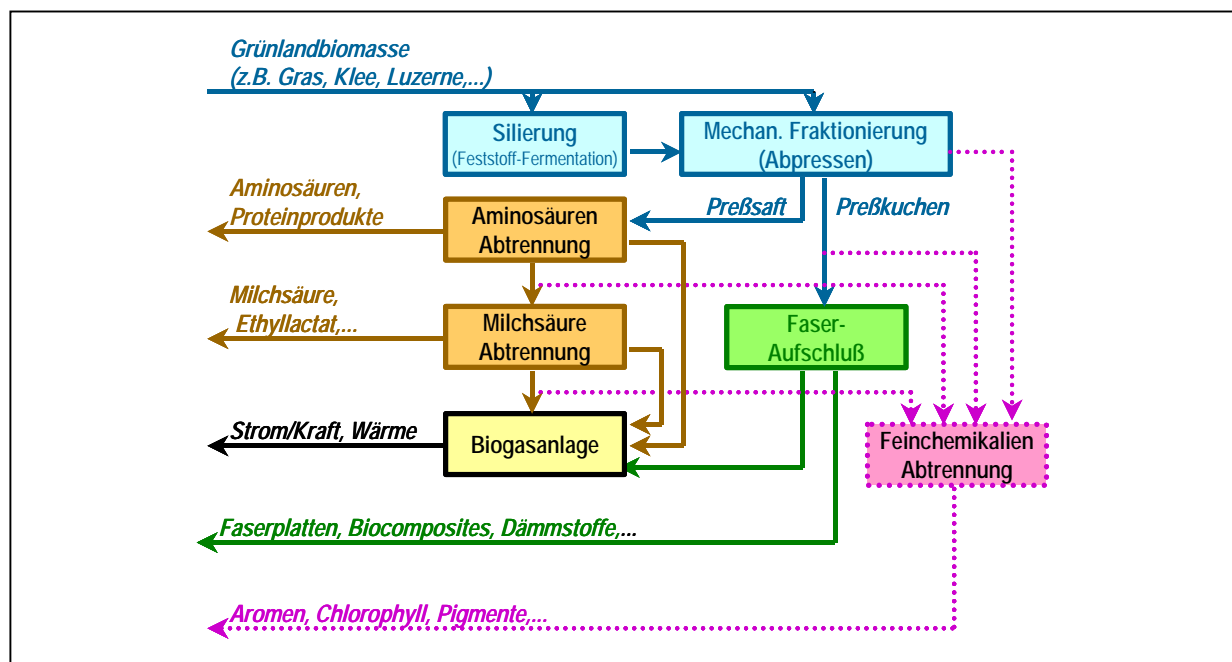 Grünlandbiomasse
(z.B. Gras, Klee, Luzerne,...)
Silierung
(Feststoff-Fermentation)
Mechan. Fraktionierung
(Abpressen)
Aminosäuren,
Proteinprodukte
Aminosäuren
Abtrennung
Preßsaft
Preßkuchen
Milchsäure,
Ethyllactat,...
Milchsäure
Abtrennung
Faser-
Aufschluß
Strom/Kraft, Wärme
Biogasanlage
Feinchemikalien
Abtrennung
Faserplatten, Biocomposites, Dämmstoffe,...
Aromen, Chlorophyll, Pigmente,...